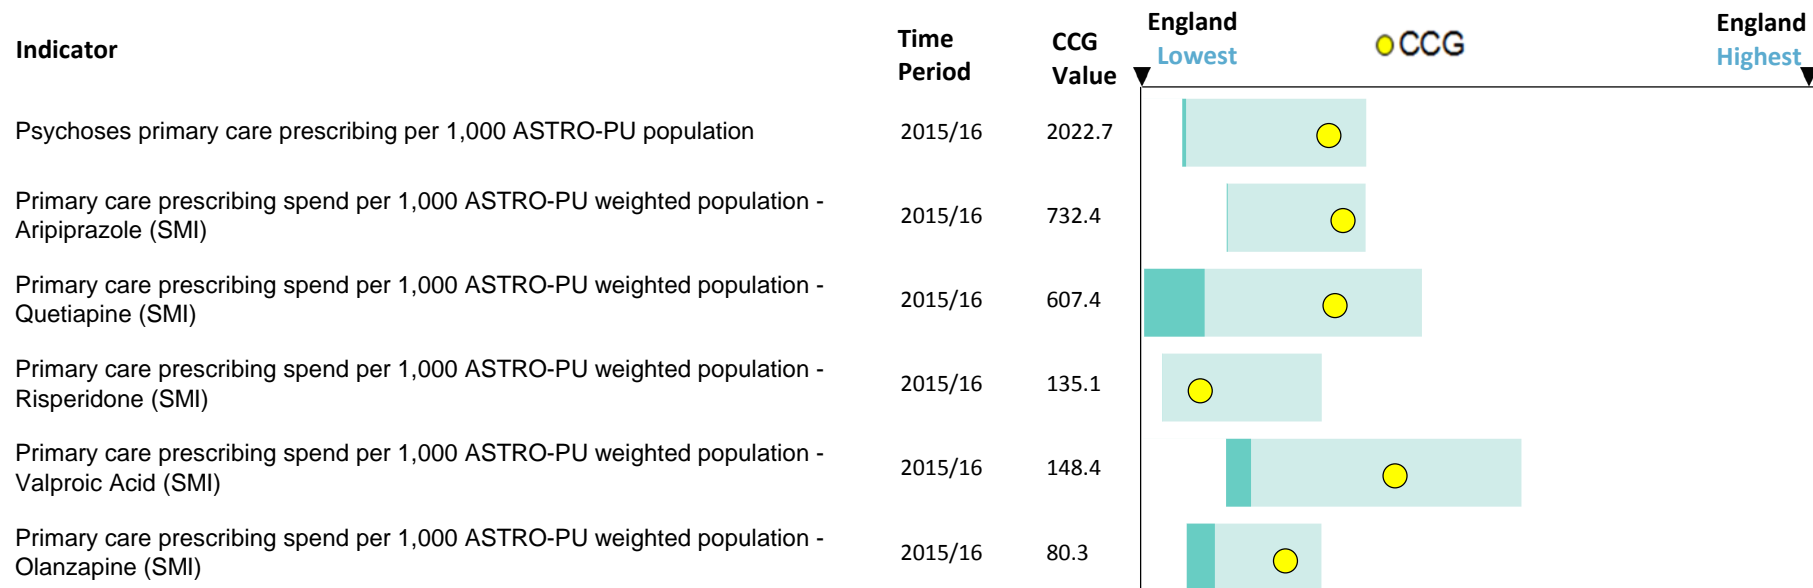 Indicator
Time
Period
CCG
Value
England
Lowest
CCG
England
Highest
Psychoses primary care prescribing per 1,000 ASTRO-PU population 2015/16 2022.7
Primary care prescribing spend per 1,000 ASTRO-PU weighted population -
Aripiprazole (SMI) 2015/16 732.4
Primary care prescribing spend per 1,000 ASTRO-PU weighted population -
Quetiapine (SMI) 2015/16 607.4
Primary care prescribing spend per 1,000 ASTRO-PU weighted population -
Risperidone (SMI) 2015/16 135.1
Primary care prescribing spend per 1,000 ASTRO-PU weighted population -
Valproic Acid (SMI) 2015/16 148.4
Primary care prescribing spend per 1,000 ASTRO-PU weighted population -
Olanzapine (SMI) 2015/16 80.3